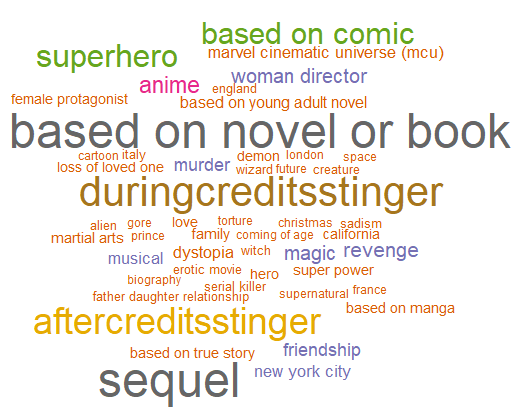 based on comic
superhero
marvel cinematic universe (mcu)
anime
woman director
england
female protagonist
based on young adult novel
based on novel or book
cartoon italy
demon
london
space
loss of loved one
murder
wizard future
creature
duringcreditsstinger
alien
gore
love
torture
christmas
sadism
martial arts
prince
family
coming of age
california
musical
dystopia
witch
magic
revenge
erotic movie
hero
super power
biography
serial killer
father daughter relationship
supernatural
france
aftercreditsstinger
based on manga
based on true story
friendship
sequel
new york city